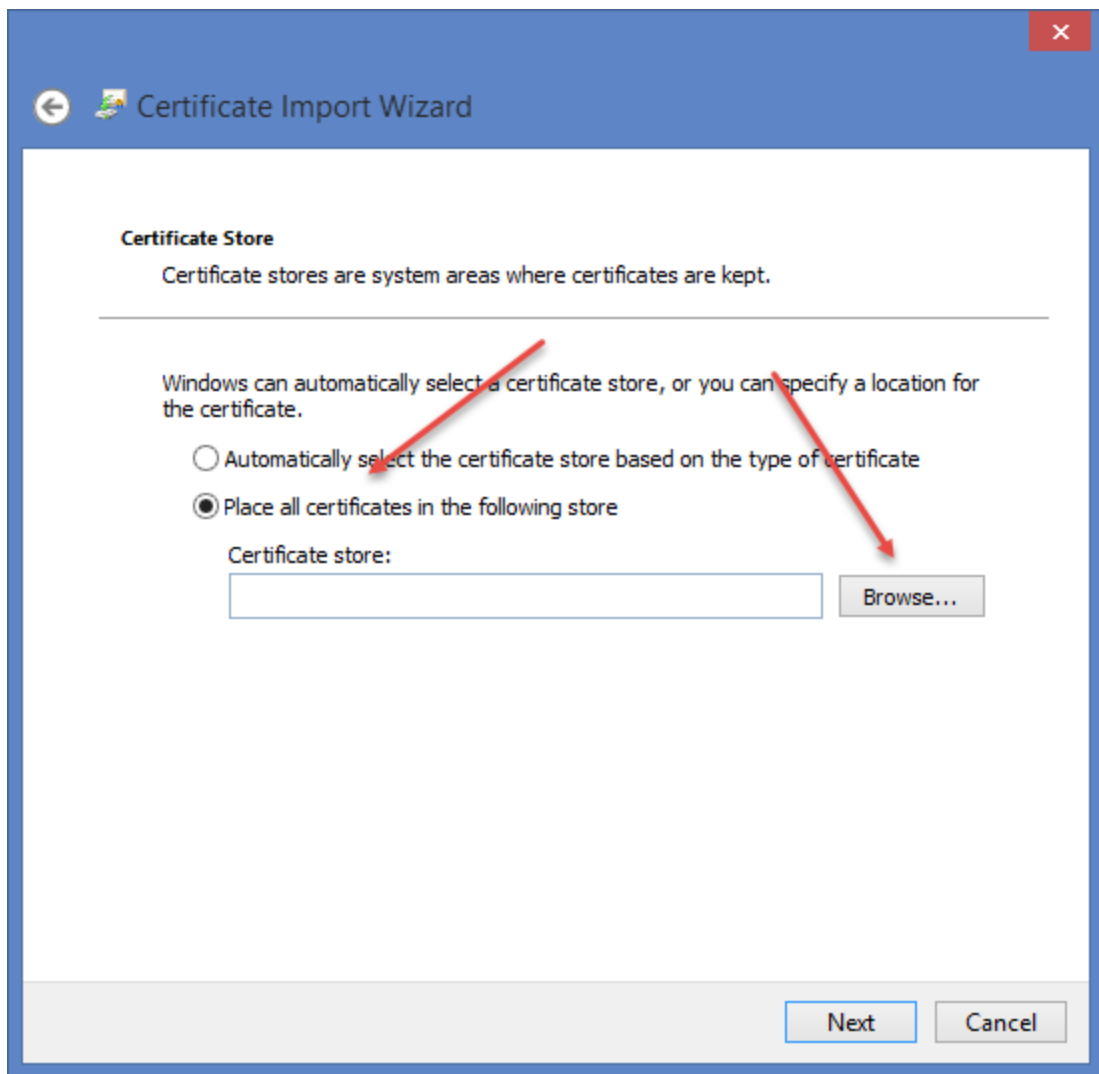 Certificate Import Wizard
Certificate Store
Certificate stores are system areas where certificates are kept.
Windows can automatically select a certificate store, or you can specify a location for
the certificate.
Automatically select the certificate store based on the type of certificate
Place all certificates in the following store
Certificate store:
Browse...
Next
Cancel